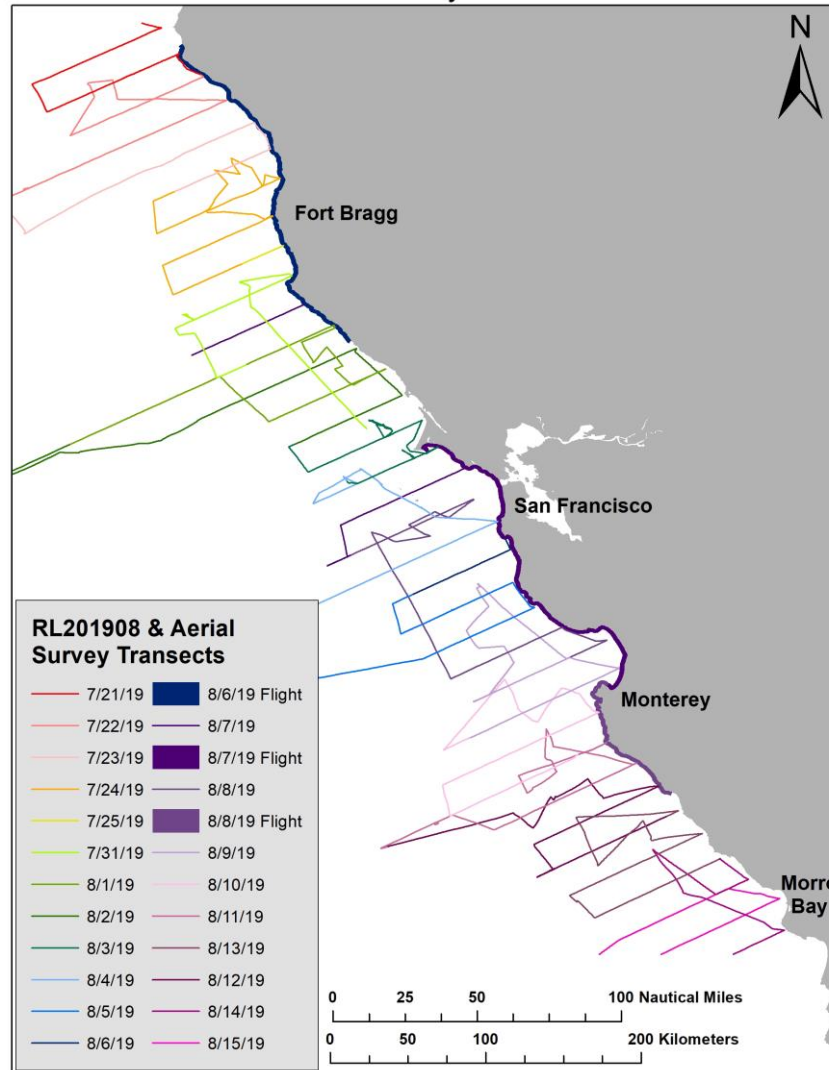 N
Fort Bragg
San Francisco
Monterey
Morro
Bay
RL201908 & Aerial
Survey Transects
7/21/19 8/6/19 Flight
7/22/19 8/7/19
7/23/19 8/7/19 Flight
7/24/19 8/8/19
7/25/19 8/8/19 Flight
7/31/19 8/9/19
8/1/19 8/10/19
8/2/19 8/11/19
8/3/19 8/13/19
8/4/19 8/12/19
8/5/19 8/14/19
8/6/19 8/15/19
0 25 50 100 Nautical Miles
0 50 100 200 Kilometers